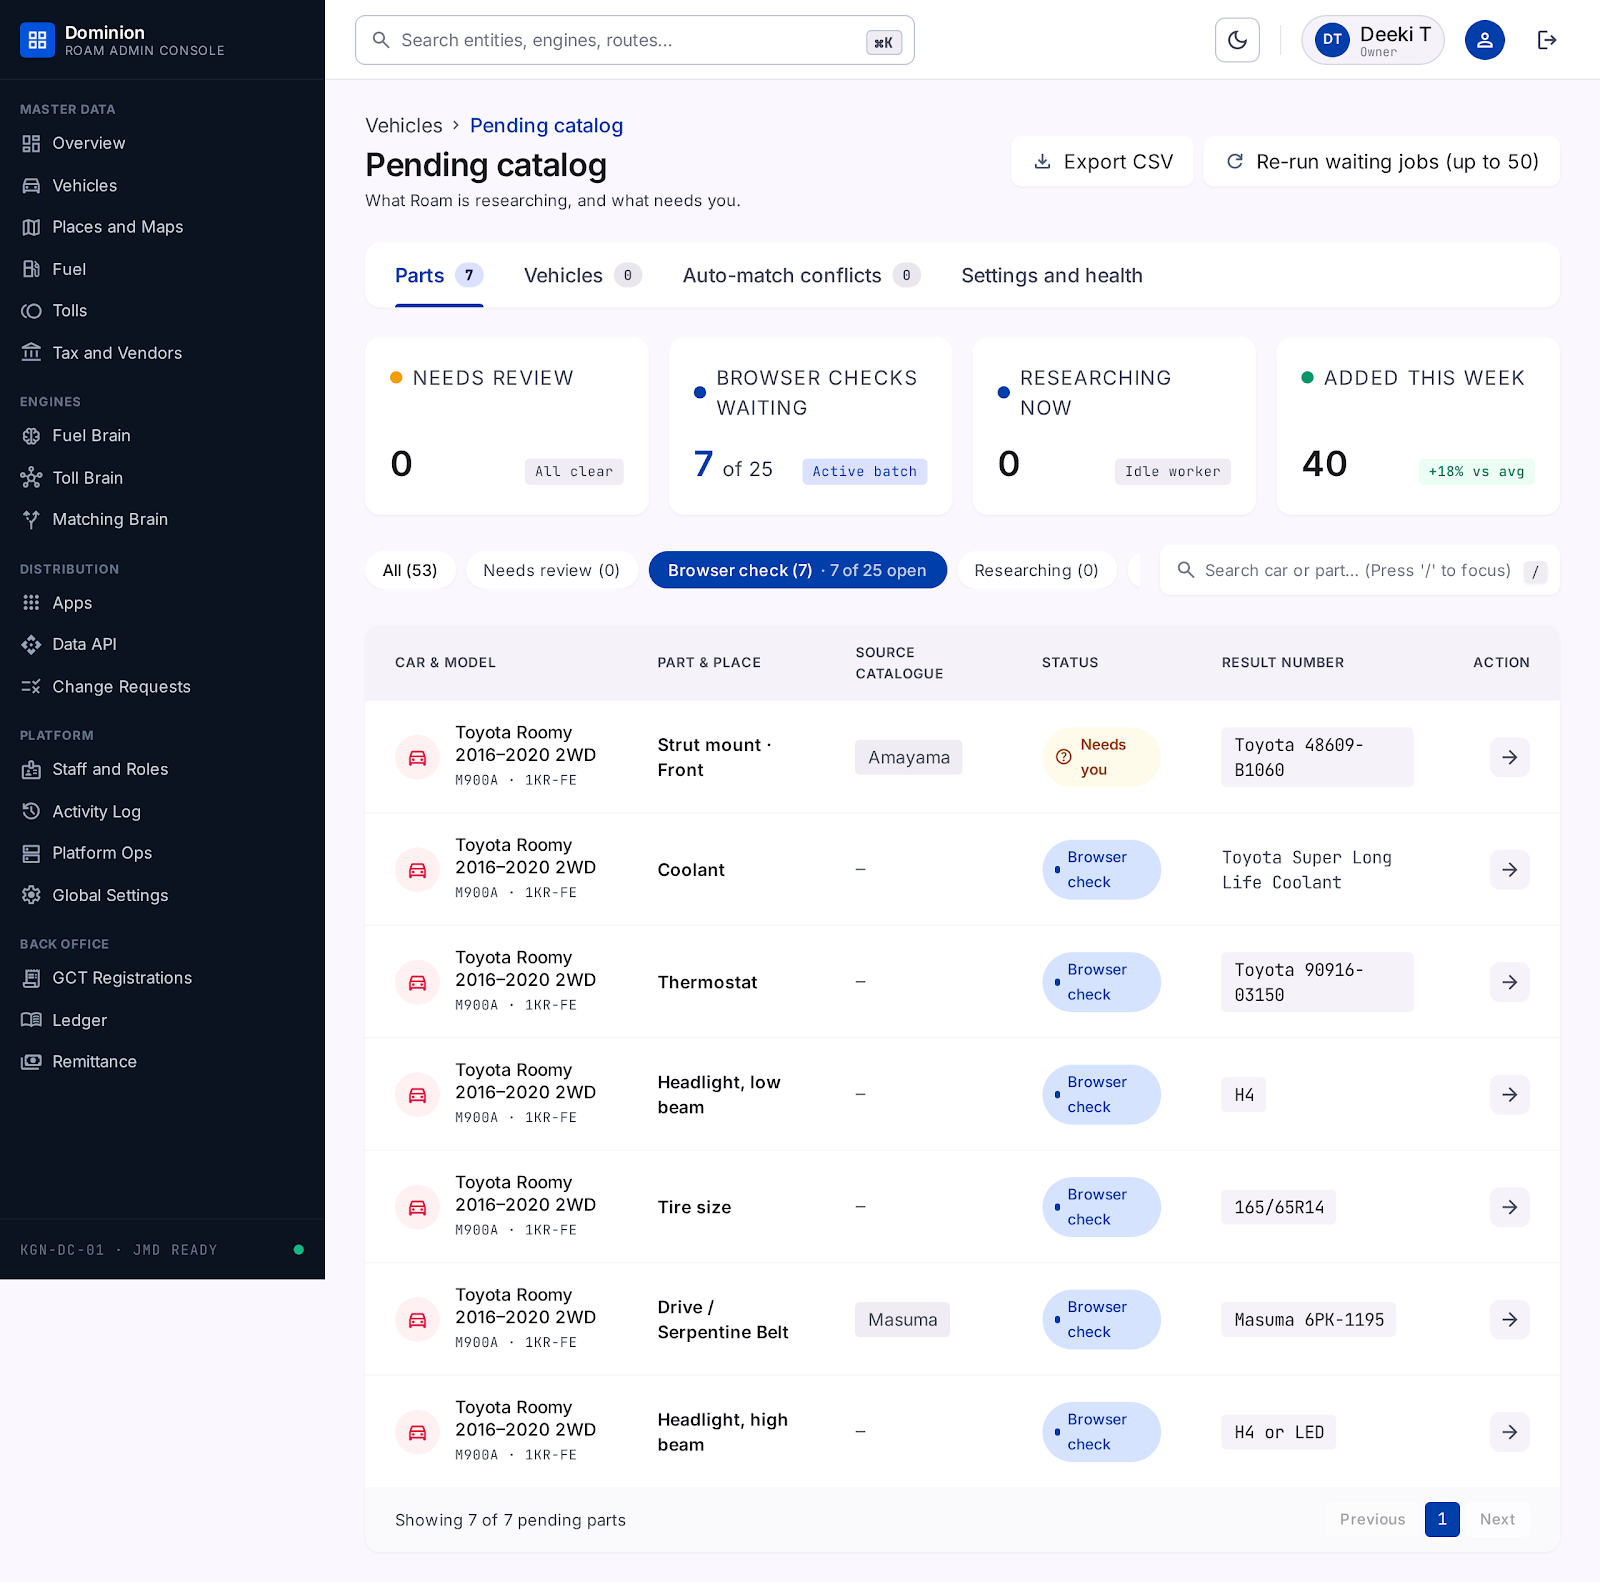 Dominion
ROAM ADMIN CONSOLE
Search entities, engines, routes...
⌘K
DT
Deeki T
Owner
MASTER DATA
Overview
Vehicles
Places and Maps
Fuel
Tolls
Tax and Vendors
ENGINES
Fuel Brain
Toll Brain
Matching Brain
DISTRIBUTION
Apps
Data API
Change Requests
PLATFORM
Staff and Roles
Activity Log
Platform Ops
Global Settings
BACK OFFICE
GCT Registrations
Ledger
Remittance
KGN-DC-01 · JMD READY
Vehicles › Pending catalog
Pending catalog
What Roam is researching, and what needs you.
Export CSV
Re-run waiting jobs (up to 50)
Parts 7
Vehicles 0
Auto-match conflicts 0
Settings and health
NEEDS REVIEW
0
All clear
BROWSER CHECKS
WAITING
7 of 25
Active batch
RESEARCHING
NOW
0
Idle worker
ADDED THIS WEEK
40
+18% vs avg
All (53)
Needs review (0)
Browser check (7) · 7 of 25 open
Researching (0)
Search car or part... (Press '/' to focus)
/
CAR & MODEL
PART & PLACE
SOURCE
CATALOGUE
STATUS
RESULT NUMBER
ACTION
Toyota Roomy
2016–2020 2WD
M900A · 1KR-FE
Strut mount ·
Front
Amayama
Needs
you
Toyota 48609-
B1060
Toyota Roomy
2016–2020 2WD
M900A · 1KR-FE
Coolant
–
Browser
check
Toyota Super Long
Life Coolant
Toyota Roomy
2016–2020 2WD
M900A · 1KR-FE
Thermostat
–
Browser
check
Toyota 90916-
03150
Toyota Roomy
2016–2020 2WD
M900A · 1KR-FE
Headlight, low
beam
–
Browser
check
H4
Toyota Roomy
2016–2020 2WD
M900A · 1KR-FE
Tire size
–
Browser
check
165/65R14
Toyota Roomy
2016–2020 2WD
M900A · 1KR-FE
Drive /
Serpentine Belt
Masuma
Browser
check
Masuma 6PK-1195
Toyota Roomy
2016–2020 2WD
M900A · 1KR-FE
Headlight, high
beam
–
Browser
check
H4 or LED
Showing 7 of 7 pending parts
Previous
1
Next